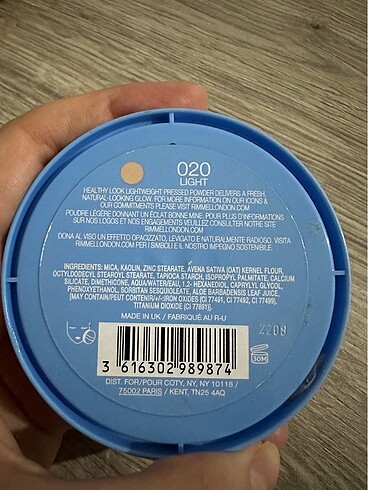 020
LIGHT
HEALTHY LOOK LIGHTWEIGHT PRESSED POWDER DELIVERS A FRESH,
NATURAL-LOOKING GLOW. FOR MORE INFORMATION ON OUR ICONS &
OUR COMMITMENTS PLEASE VISIT RIMMELLONDON.COM
POUDRE LÉGÈRE DONNANT UN ÉCLAT BONNE MINE. POUR PLUS D'INFORMATIONS
SUR NOS LOGOS ET NOS ENGAGEMENTS VEUILLEZ CONSULTER NOTRE SITE
RIMMELLONDON.COM
DONA AL VISO UN EFFETTO OPACIZZATO, LEVIGATO E NATURALMENTE RADIOSO. VISITA
RIMMELLONDON.COM PER I SIMBOLI E IL NOSTRO IMPEGNO SOSTENIBILE.
INGREDIENTS: MICA, KAOLIN, ZINC STEARATE, AVENA SATIVA (OAT) KERNEL FLOUR,
OCTYLDODECYL STEAROYL STEARATE, TAPIOCA STARCH, ISOPROPYL PALMITATE, CALCIUM
SILICATE, DIMETHICONE, AQUA/WATER/EAU, 1,2- HEXANEDIOL, CAPRYLYL GLYCOL,
PHENOXYETHANOL, SORBITAN SESQUIOLEATE, ALOE BARBADENSIS LEAF JUICE,
[MAY CONTAIN/PEUT CONTENIR/+/-:IRON OXIDES (CI 77491, CI 77492, CI 77499),
TITANIUM DIOXIDE (CI 77891)].
MADE IN UK / FABRIQUÉ AU R-U
2208
30M
3 616302 989874
DIST. FOR/POUR COTY, NY, NY 10118 /
75002 PARIS / KENT, TN25 4AQ